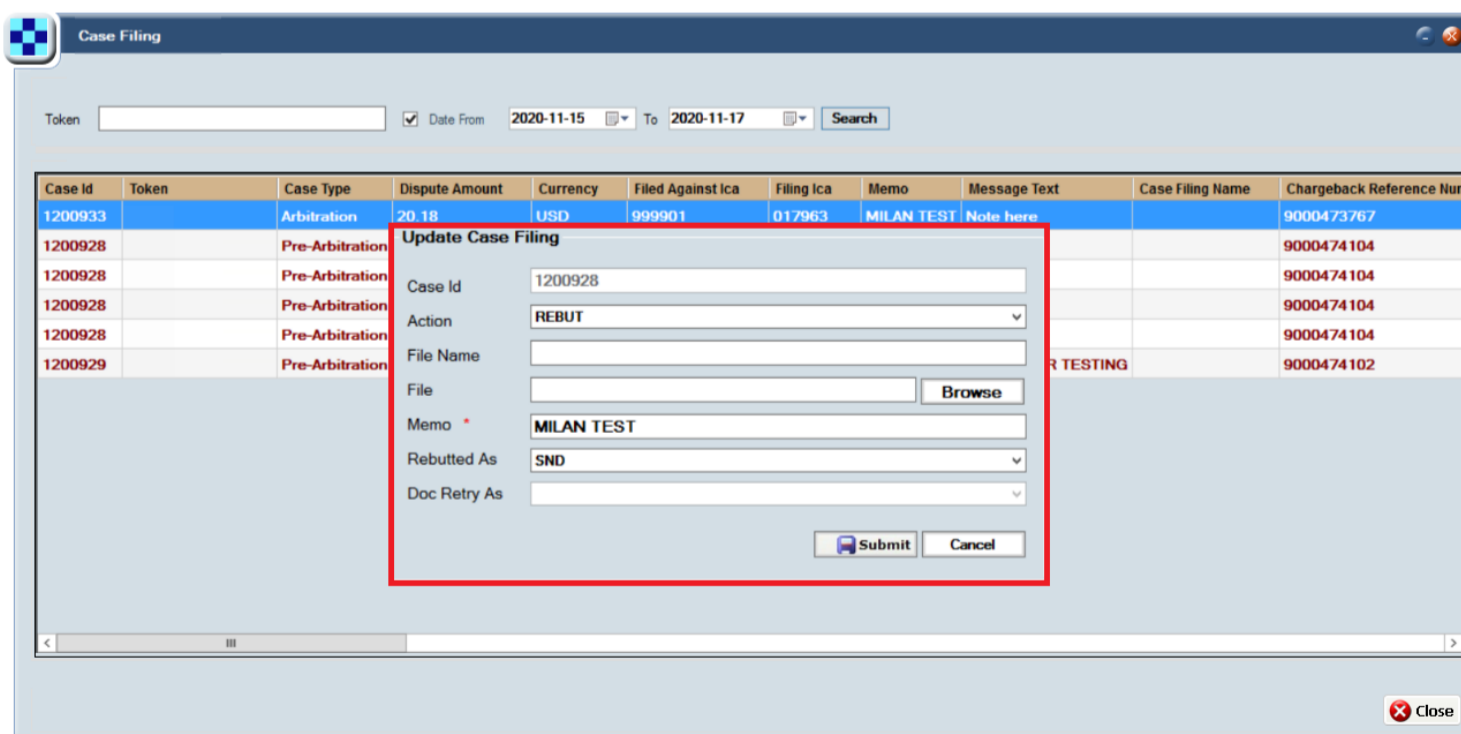 Case Filing
Token Date From 2020-11-15 To 2020-11-17 Search
Case Id Token Case Type Dispute Amount Currency Filed Against Ica Filing Ica Memo Message Text Case Filing Name Chargeback Reference Nur
1200933 Arbitration 20.18 USD 999901 017963 MILAN TEST Note here 9000473767
Update Case Filing
1200928 Pre-Arbitration 9000474104
1200928 Pre-Arbitration 9000474104
1200928 Pre-Arbitration 9000474104
1200928 Pre-Arbitration 9000474104
1200929 Pre-Arbitration R TESTING 9000474102
Case Id 1200928
Action REBUT
File Name
File Browse
Memo * MILAN TEST
Rebutted As SND
Doc Retry As
Submit Cancel
Close